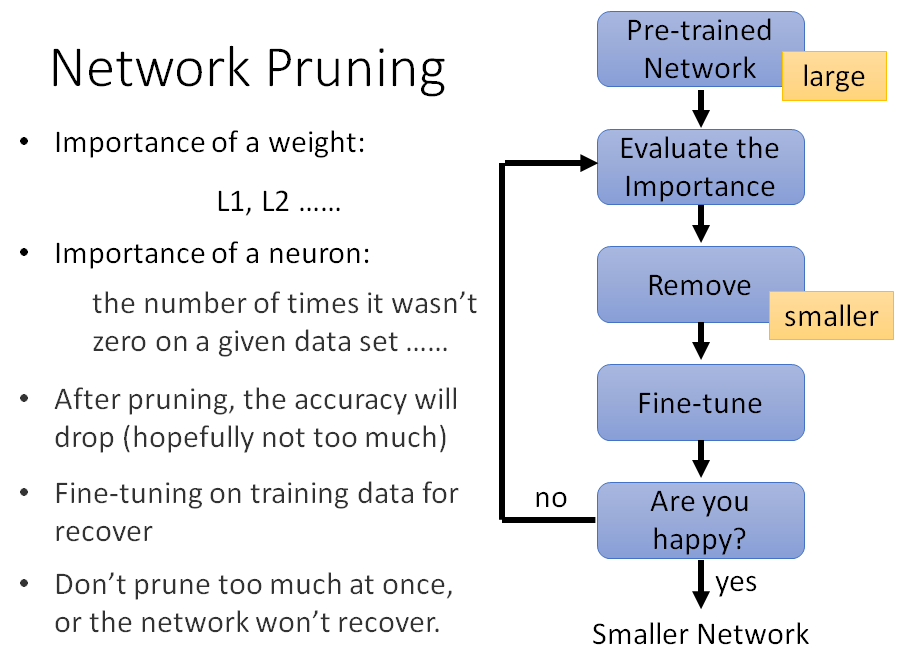 Network Pruning
• Importance of a weight:
L1, L2 ……
• Importance of a neuron:
the number of times it wasn’t
zero on a given data set ……
• After pruning, the accuracy will
drop (hopefully not too much)
• Fine-tuning on training data for
recover
• Don’t prune too much at once,
or the network won’t recover.
Pre-trained
Network
large
Evaluate the
Importance
Remove
smaller
Fine-tune
Are you
happy?
no
yes
Smaller Network